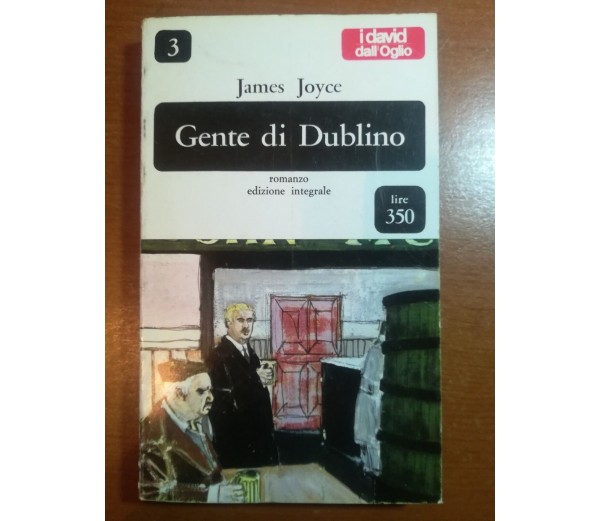 3
i david
dall'Oglio
James Joyce
Gente di Dublino
romanzo
edizione integrale
lire
350